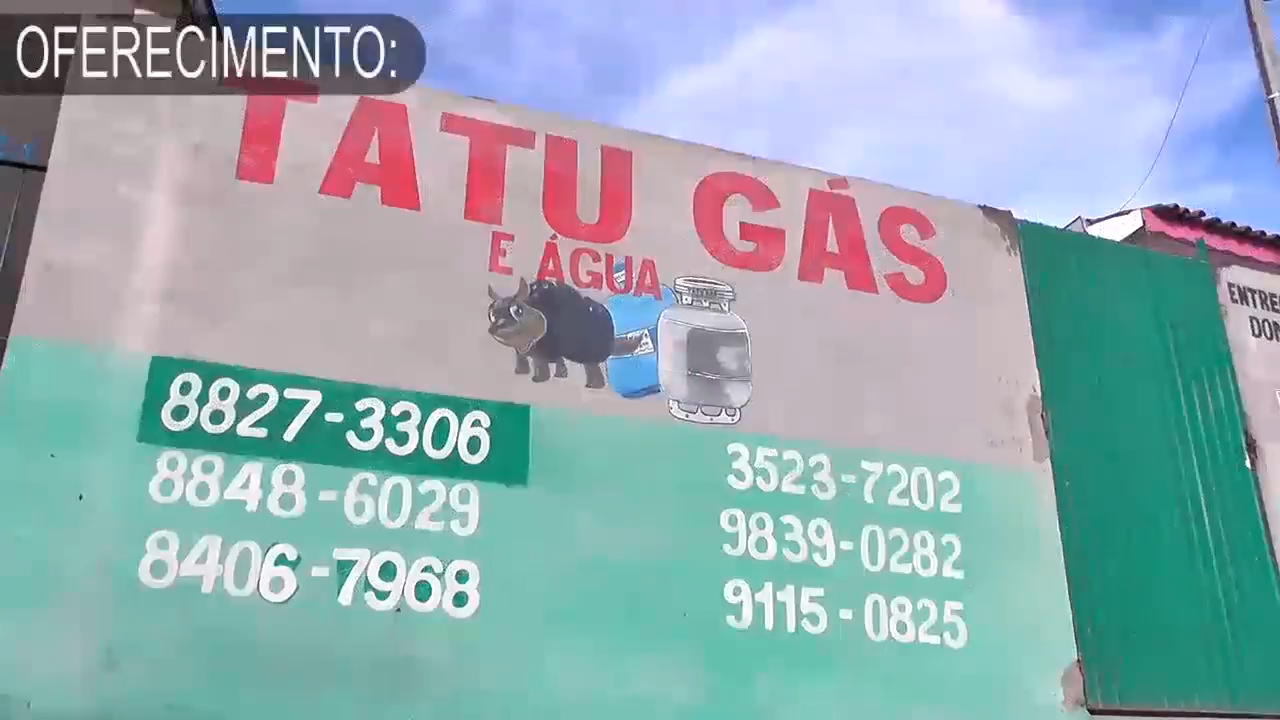 OFERECIMENTO:
TATU GÁS
E ÁGUA
8827-3306
8848-6029
8406-7968
3523-7202
9839-0282
9115-0825